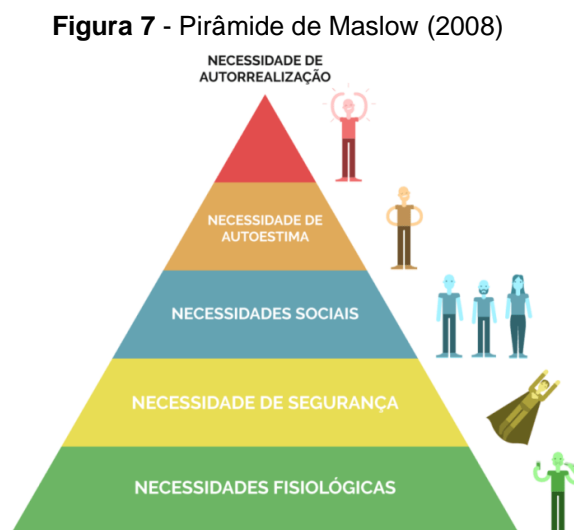 Figura 7 - Pirâmide de Maslow (2008)
NECESSIDADE DE
AUTORREALIZAÇÃO
NECESSIDADE DE
AUTOESTIMA
NECESSIDADES SOCIAIS
NECESSIDADE DE SEGURANÇA
NECESSIDADES FISIOLÓGICAS